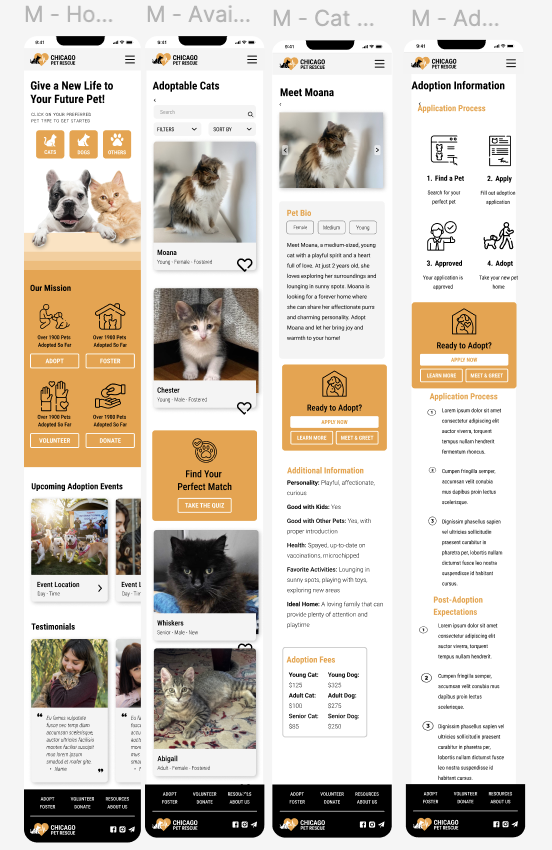 M - Ho...
9:41
CHICAGO
PET RESCUE
Give a New Life to
Your Future Pet!
CLICK ON YOUR PREFERRED
PET TYPE TO GET STARTED
CATS
DOGS
OTHERS
Our Mission
Over 1900 Pets
Adopted So Far
Over 1900 Pets
Adopted So Far
ADOPT
FOSTER
Over 1900 Pets
Adopted So Far
Over 1900 Pets
Adopted So Far
VOLUNTEER
DONATE
Upcoming Adoption Events
Event Location
Day - Time
E
D
Testimonials
❝ Eu fames vulputate
fusce sec temp diam
accumsan scelerisque,
auctor ultricies facilisis
montes facilisi suscipit
mus lorem ipsum
smodat et nailor gite.
- Name ❞
ADOPT VOLUNTEER RESOURCES
FOSTER DONATE ABOUT US
CHICAGO
PET RESCUE
M - Avai...
9:41
CHICAGO
PET RESCUE
Adoptable Cats
Search
FILTERS
SORT BY
Moana
Young - Female - Fostered
Chester
Young - Male - Fostered
Find Your
Perfect Match
TAKE THE QUIZ
Whiskers
Senior - Male - New
Abigail
Adult - Female - Fostered
ADOPT VOLUNTEER RESOURCES
FOSTER DONATE ABOUT US
CHICAGO
PET RESCUE
M - Cat ...
9:41
CHICAGO
PET RESCUE
Meet Moana
Pet Bio
Female
Medium
Young
Meet Moana, a medium-sized, young
cat with a playful spirit and a heart
full of love. At just 2 years old, she
loves exploring her surroundings and
lounging in sunny spots. Moana is
looking for a forever home where
she can share her affectionate purrs
and charming personality. Adopt
Moana and let her bring joy and
warmth to your home!
Ready to Adopt?
APPLY NOW
LEARN MORE
MEET & GREET
Additional Information
Personality: Playful, affectionate,
curious
Good with Kids: Yes
Good with Other Pets: Yes, with
proper introduction
Health: Spayed, up-to-date on
vaccinations, microchipped
Favorite Activities: Lounging in
sunny spots, playing with toys,
exploring new areas
Ideal Home: A loving family that can
provide plenty of attention and
playtime
Adoption Fees
Young Cat: Young Dog:
$125 $325
Adult Cat: Adult Dog:
$100 $275
Senior Cat: Senior Dog:
$85 $250
ADOPT VOLUNTEER RESOURCES
FOSTER DONATE ABOUT US
CHICAGO
PET RESCUE
M - Ad...
9:41
CHICAGO
PET RESCUE
Adoption Information
Application Process
1. Find a Pet
Search for your
perfect pet
2. Apply
Fill out adoption
application
3. Approved
Your application is
approved
4. Adopt
Take your new pet
home
Ready to Adopt?
APPLY NOW
LEARN MORE
MEET & GREET
Application Process
1 Lorem ipsum dolor sit amet
consectetur adipiscing elit
auctor viverra, torquent
tempus nullam hendrerit
fermentum rhoncus.
2 Cumpen fringilla semper,
accumsan velit conubia
mus dapibus proin lectus
scelerisque.
3 Dignissim phasellus sapien
vel ultricies sollicitudin
praesent curabitur in
pharetra per, lobortis nullam
dictumst fusce leo nostra
suspendisse id habitant
cursus.
Post-Adoption
Expectations
1 Lorem ipsum dolor sit amet
consectetur adipiscing elit
auctor viverra, torquent
tempus nullam hendrerit.
2 Cumpen fringilla semper,
accumsan velit conubia
mus dapibus proin lectus
scelerisque.
3 Dignissim phasellus sapien vel
ultricies sollicitudin praesent
curabitur in pharetra per,
lobortis nullam dictumst fusce
leo nostra suspendisse id
habitant cursus.
ADOPT VOLUNTEER RESOURCES
FOSTER DONATE ABOUT US
CHICAGO
PET RESCUE